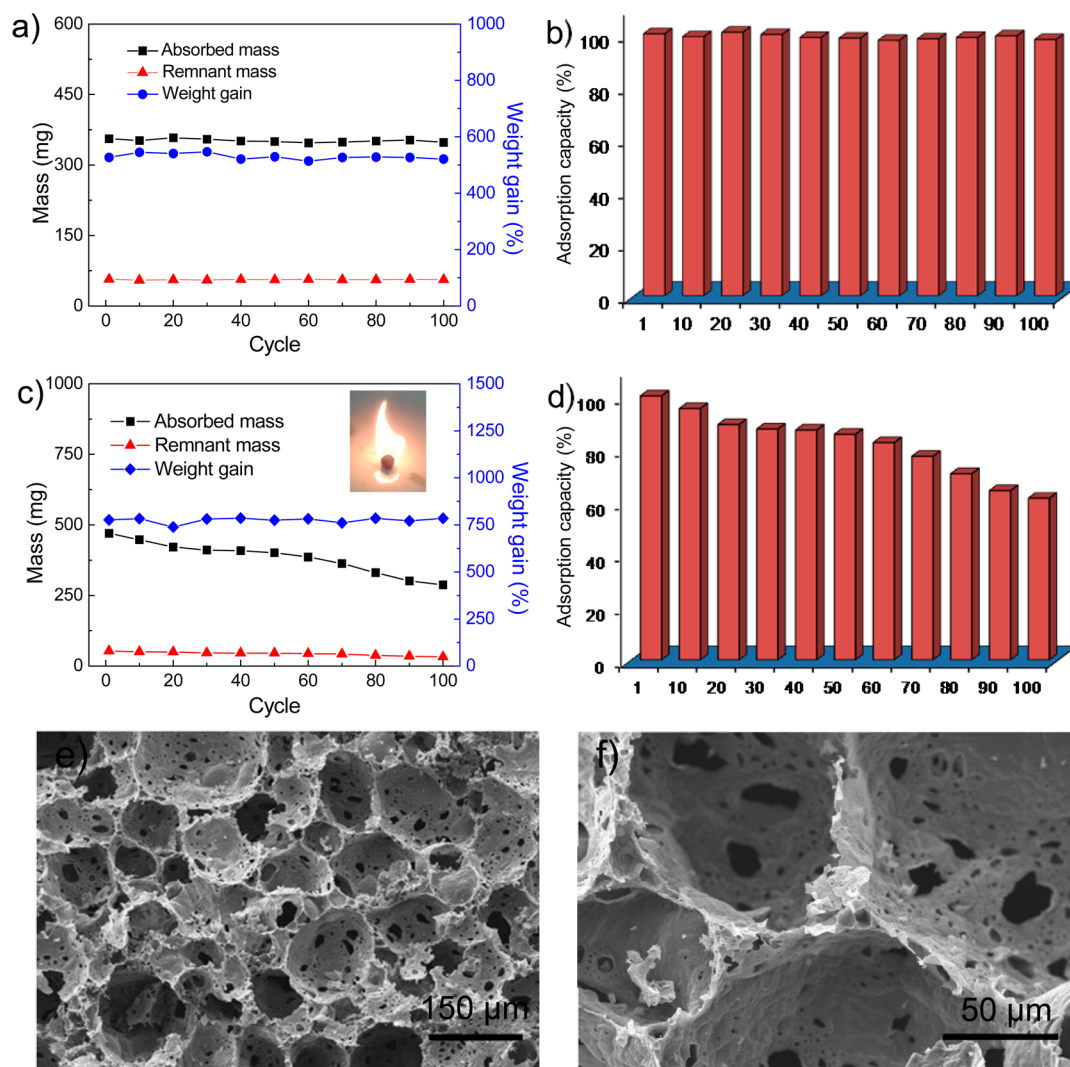 a)
600
450
300
150
0
Mass (mg)
Absorbed mass
Remnant mass
Weight gain
1000
800
600
400
200
0
Weight gain (%)
0 20 40 60 80 100
Cycle
b)
100
80
60
40
20
0
Adsorption capacity (%)
1 10 20 30 40 50 60 70 80 90 100
c)
1000
750
500
250
0
Mass (mg)
Absorbed mass
Remnant mass
Weight gain
1500
1250
1000
750
500
250
0
Weight gain (%)
0 20 40 60 80 100
Cycle
d)
100
80
60
40
20
0
Adsorption capacity (%)
1 10 20 30 40 50 60 70 80 90 100
e)
150 μm
f)
50 μm